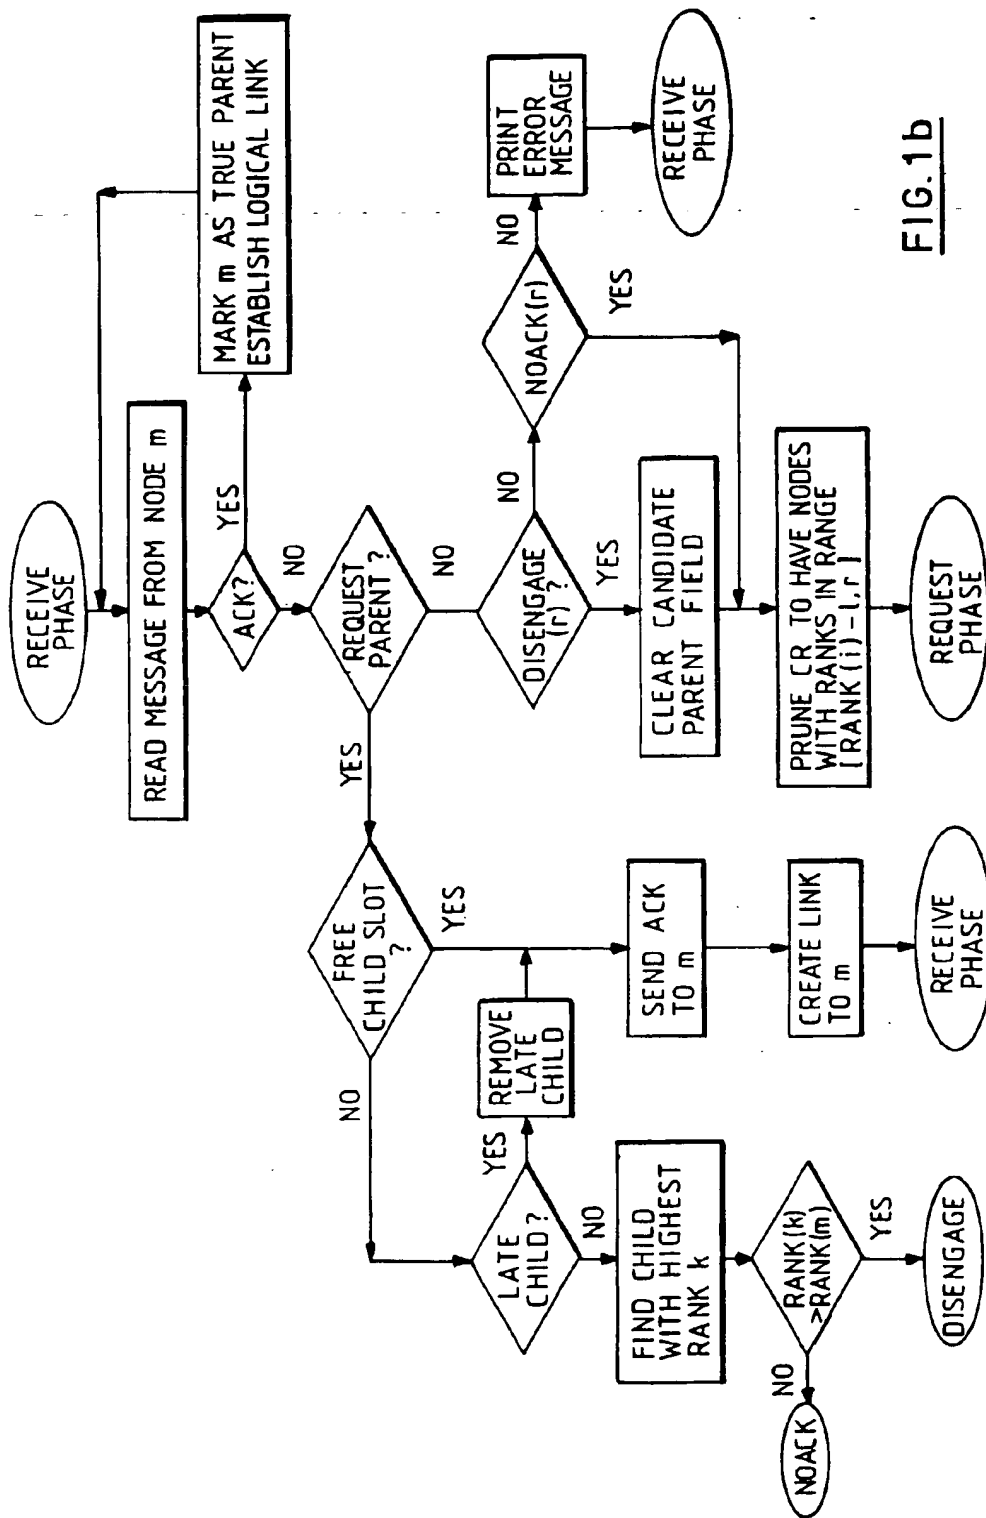 RECEIVE
PHASE
READ MESSAGE FROM NODE m
ACK?
YES
MARK m AS TRUE PARENT
ESTABLISH LOGICAL LINK
NO
REQUEST
PARENT ?
YES
NO
FREE
CHILD SLOT
?
NO
YES
LATE
CHILD?
YES
REMOVE
LATE
CHILD
NO
FIND CHILD
WITH HIGHEST
RANK k
RANK(k)
>RANK(m)
NO
NOACK
YES
DISENGAGE
SEND ACK
TO m
CREATE LINK
TO m
RECEIVE
PHASE
DISENGAGE
(r) ?
NO
YES
CLEAR CANDIDATE
PARENT FIELD
NOACK(r)
NO
YES
PRINT
ERROR
MESSAGE
RECEIVE
PHASE
PRUNE CR TO HAVE NODES
WITH RANKS IN RANGE
[RANK(i)-l,r]
REQUEST
PHASE
FIG.1b